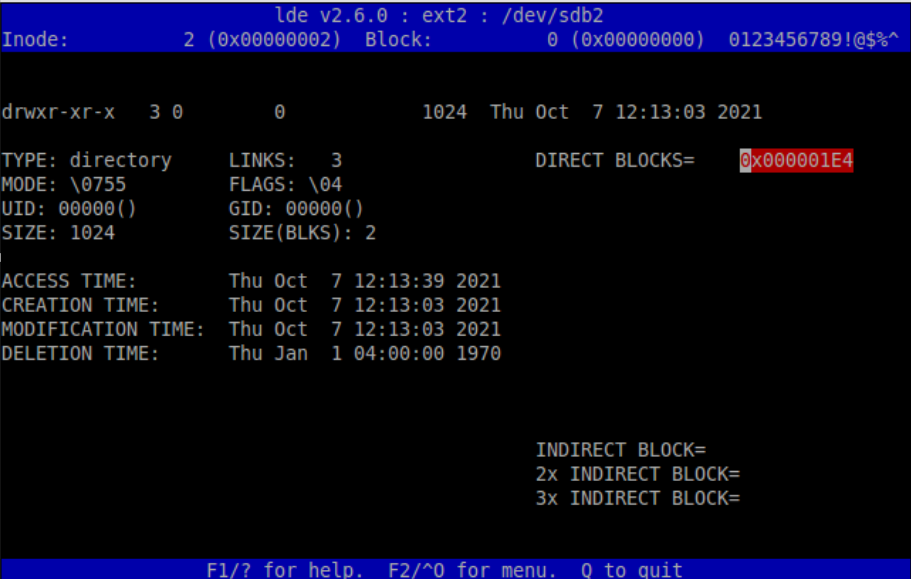 lde v2.6.0 : ext2 : /dev/sdb2
Inode: 2 (0x00000002) Block: 0 (0x00000000) 0123456789!@$%^
drwxr-xr-x 3 0 0 1024 Thu Oct 7 12:13:03 2021
TYPE: directory LINKS: 3 DIRECT BLOCKS= 0x000001E4
MODE: \0755 FLAGS: \04
UID: 00000() GID: 00000()
SIZE: 1024 SIZE(BLKS): 2
ACCESS TIME: Thu Oct 7 12:13:39 2021
CREATION TIME: Thu Oct 7 12:13:03 2021
MODIFICATION TIME: Thu Oct 7 12:13:03 2021
DELETION TIME: Thu Jan 1 04:00:00 1970
INDIRECT BLOCK=
2x INDIRECT BLOCK=
3x INDIRECT BLOCK=
F1/? for help. F2/^O for menu. Q to quit